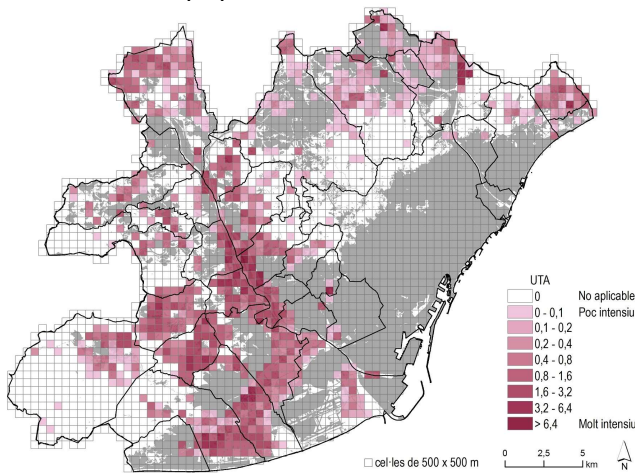 UTA
0 No aplicable
0 - 0,1 Poc intensiu
0,1 - 0,2
0,2 - 0,4
0,4 - 0,8
0,8 - 1,6
1,6 - 3,2
3,2 - 6,4
> 6,4 Molt intensiu
cel·les de 500 x 500 m
0 2,5 5
km
N